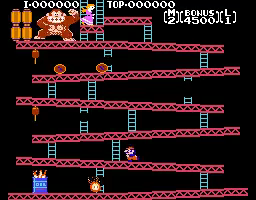 I-000000 TOP-000000
(M)(BONUS)(L)
(2)(4500)(1)
OIL